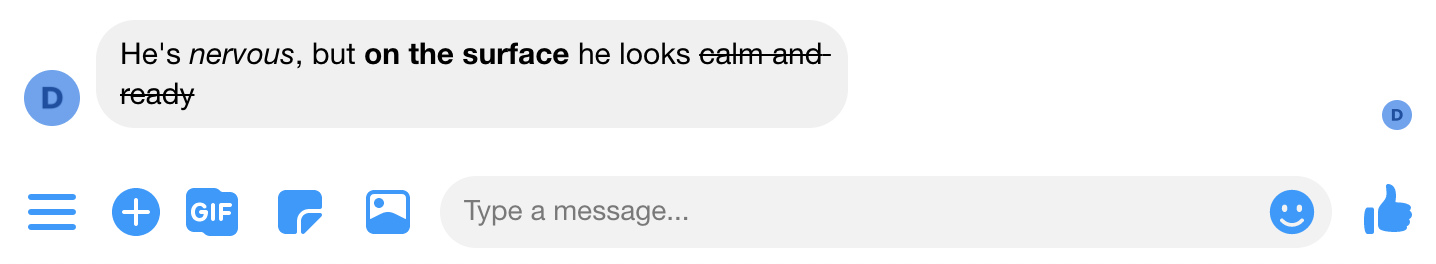 He's nervous, but on the surface he looks calm and
ready
D
D
GIF
Type a message...